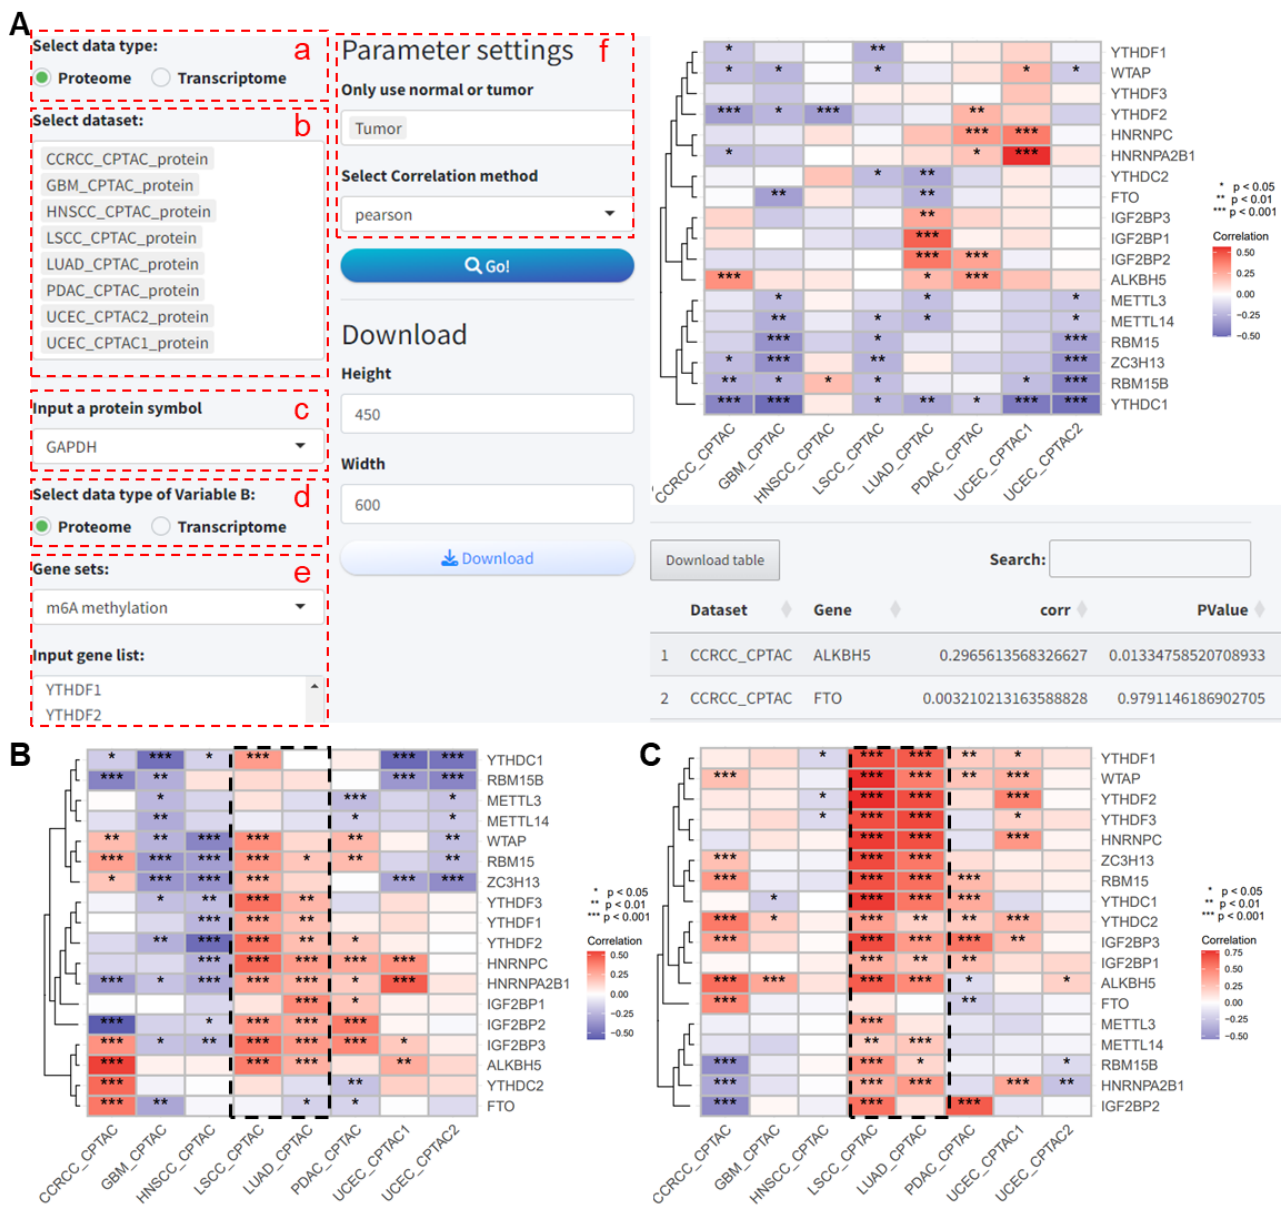 A
Select data type:
a
Proteome
Transcriptome
Select dataset:
b
CCRCC_CPTAC_protein
GBM_CPTAC_protein
HNSCC_CPTAC_protein
LSCC_CPTAC_protein
LUAD_CPTAC_protein
PDAC_CPTAC_protein
UCEC_CPTAC2_protein
UCEC_CPTAC1_protein
Input a protein symbol
c
GAPDH
Select data type of Variable B:
d
Proteome
Transcriptome
Gene sets:
e
m6A methylation
Input gene list:
YTHDF1
YTHDF2
Parameter settings
f
Only use normal or tumor
Tumor
Select Correlation method
pearson
Go!
Download
Height
450
Width
600
Download
YTHDF1
WTAP
YTHDF3
YTHDF2
HNRNPC
HNRNPA2B1
YTHDC2
FTO
IGF2BP3
IGF2BP1
IGF2BP2
ALKBH5
METTL3
METTL14
RBM15
ZC3H13
RBM15B
YTHDC1
CCRCC_CPTAC
GBM_CPTAC
HNSCC_CPTAC
LSCC_CPTAC
LUAD_CPTAC
PDAC_CPTAC
UCEC_CPTAC1
UCEC_CPTAC2
* p < 0.05
** p < 0.01
*** p < 0.001
Correlation
0.50
0.25
0.00
−0.25
−0.50
Download table
Search:
Dataset Gene corr PValue
1 CCRCC_CPTAC ALKBH5 0.2965613568326627 0.01334758520708933
2 CCRCC_CPTAC FTO 0.003210213163588828 0.9791146186902705
B
YTHDC1
RBM15B
METTL3
METTL14
WTAP
RBM15
ZC3H13
YTHDF3
YTHDF1
YTHDF2
HNRNPC
HNRNPA2B1
IGF2BP1
IGF2BP2
IGF2BP3
ALKBH5
YTHDC2
FTO
CCRCC_CPTAC
GBM_CPTAC
HNSCC_CPTAC
LSCC_CPTAC
LUAD_CPTAC
PDAC_CPTAC
UCEC_CPTAC1
UCEC_CPTAC2
* p < 0.05
** p < 0.01
*** p < 0.001
Correlation
0.50
0.25
0.00
−0.25
−0.50
C
YTHDF1
WTAP
YTHDF2
YTHDF3
HNRNPC
ZC3H13
RBM15
YTHDC1
YTHDC2
IGF2BP3
IGF2BP1
ALKBH5
FTO
METTL3
METTL14
RBM15B
HNRNPA2B1
IGF2BP2
CCRCC_CPTAC
GBM_CPTAC
HNSCC_CPTAC
LSCC_CPTAC
LUAD_CPTAC
PDAC_CPTAC
UCEC_CPTAC1
UCEC_CPTAC2
* p < 0.05
** p < 0.01
*** p < 0.001
Correlation
0.75
0.50
0.25
0.00
−0.25
−0.50